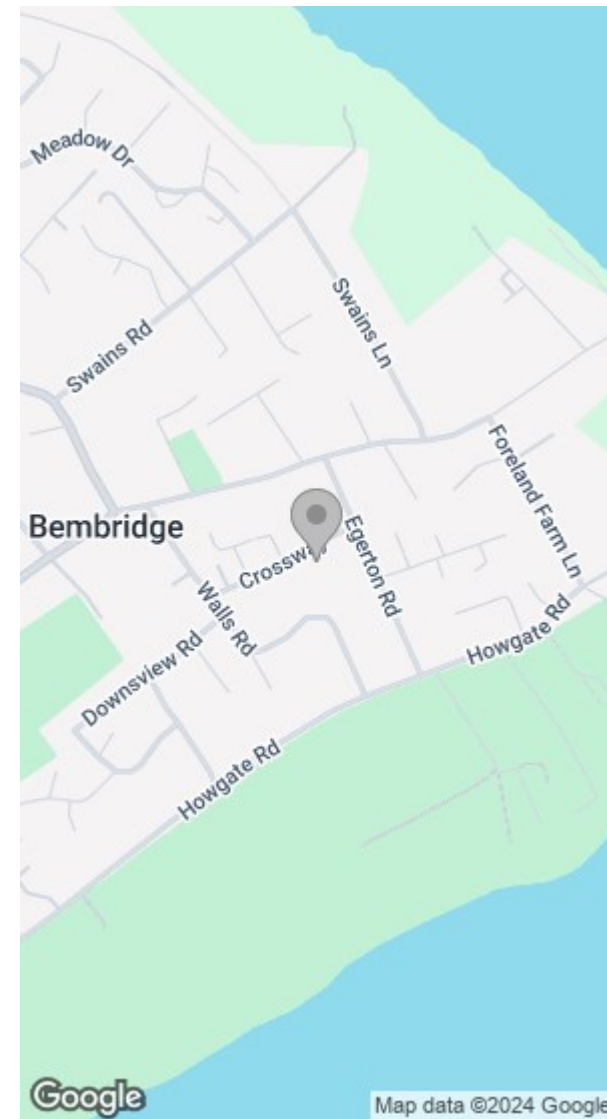 Meadow Dr
Swains Rd
Swains Ln
Foreland Farm Ln
Bembridge
Egerton Rd
Walls Rd
Howgate Rd
Downsview Rd
Howgate Rd
Google
Map data ©2024 Google